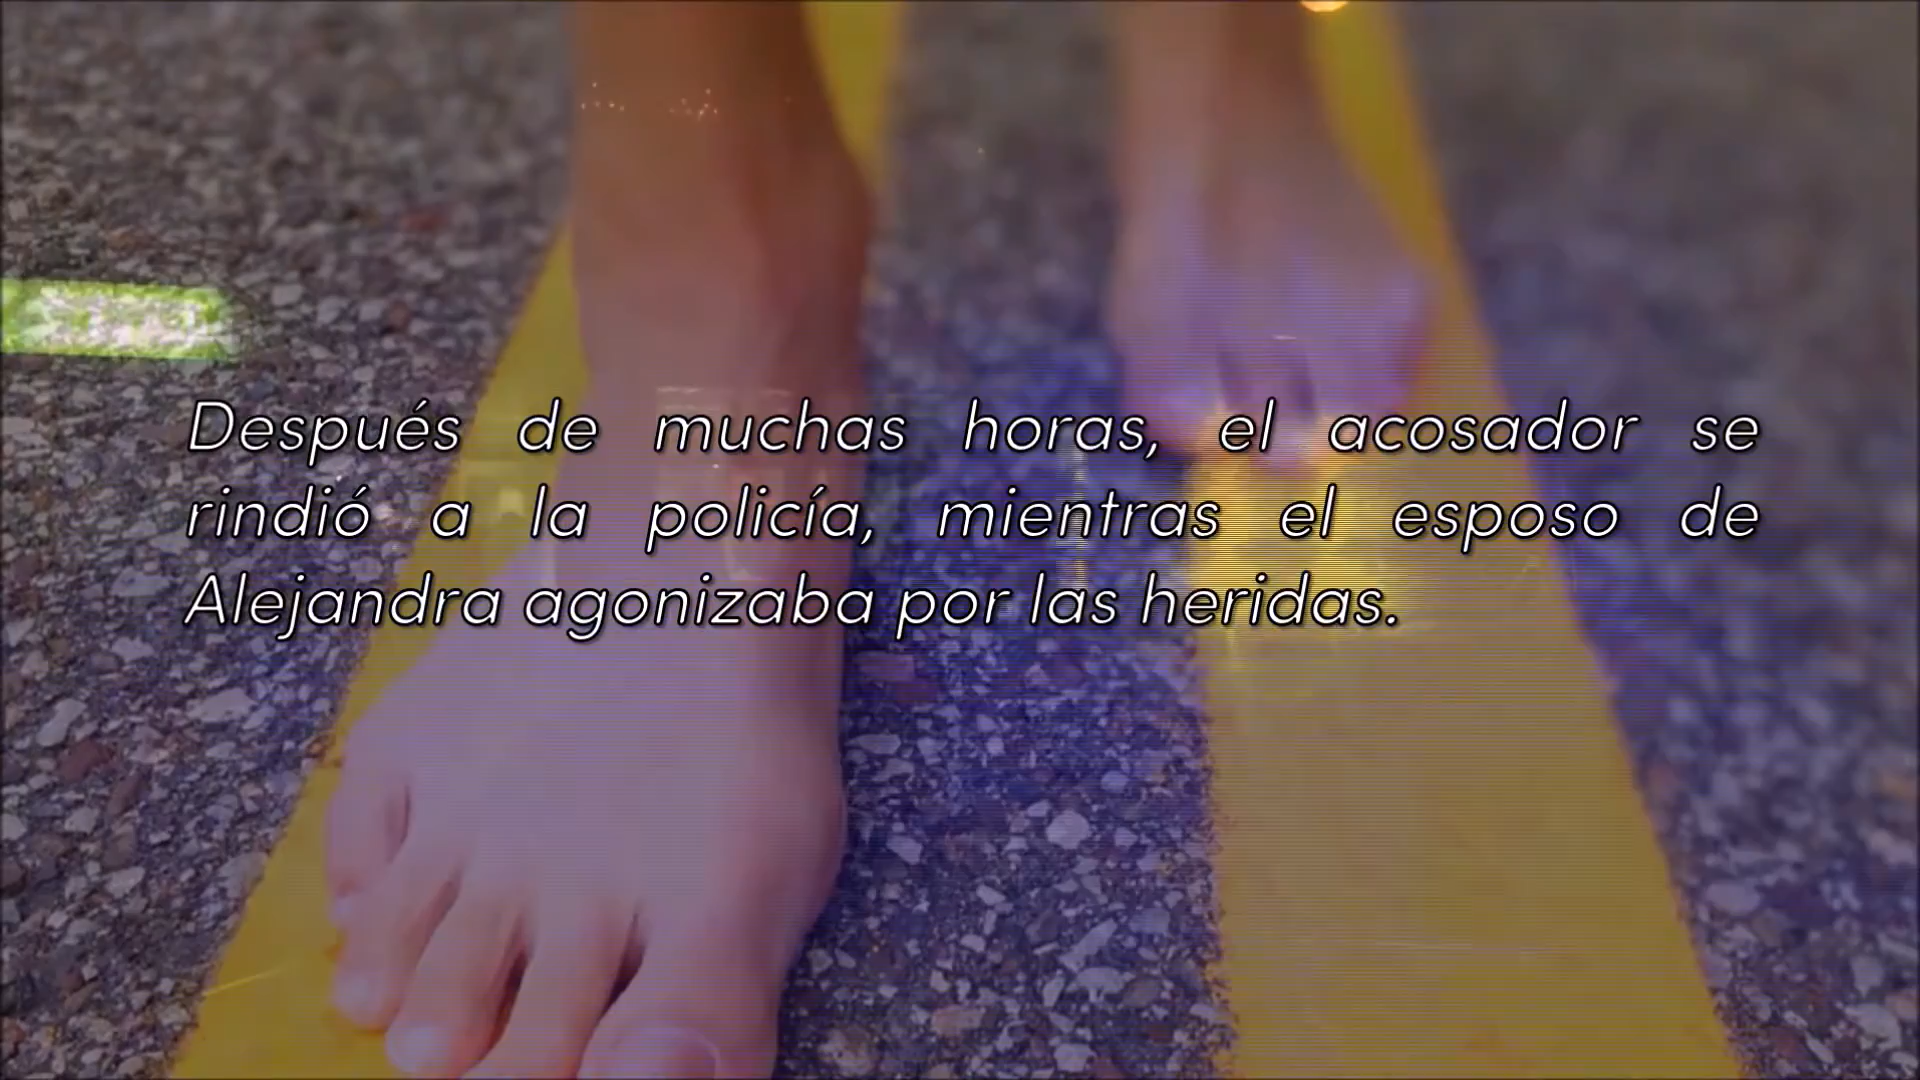 Después de muchas horas, el acosador se
rindió a la policía, mientras el esposo de
Alejandra agonizaba por las heridas.